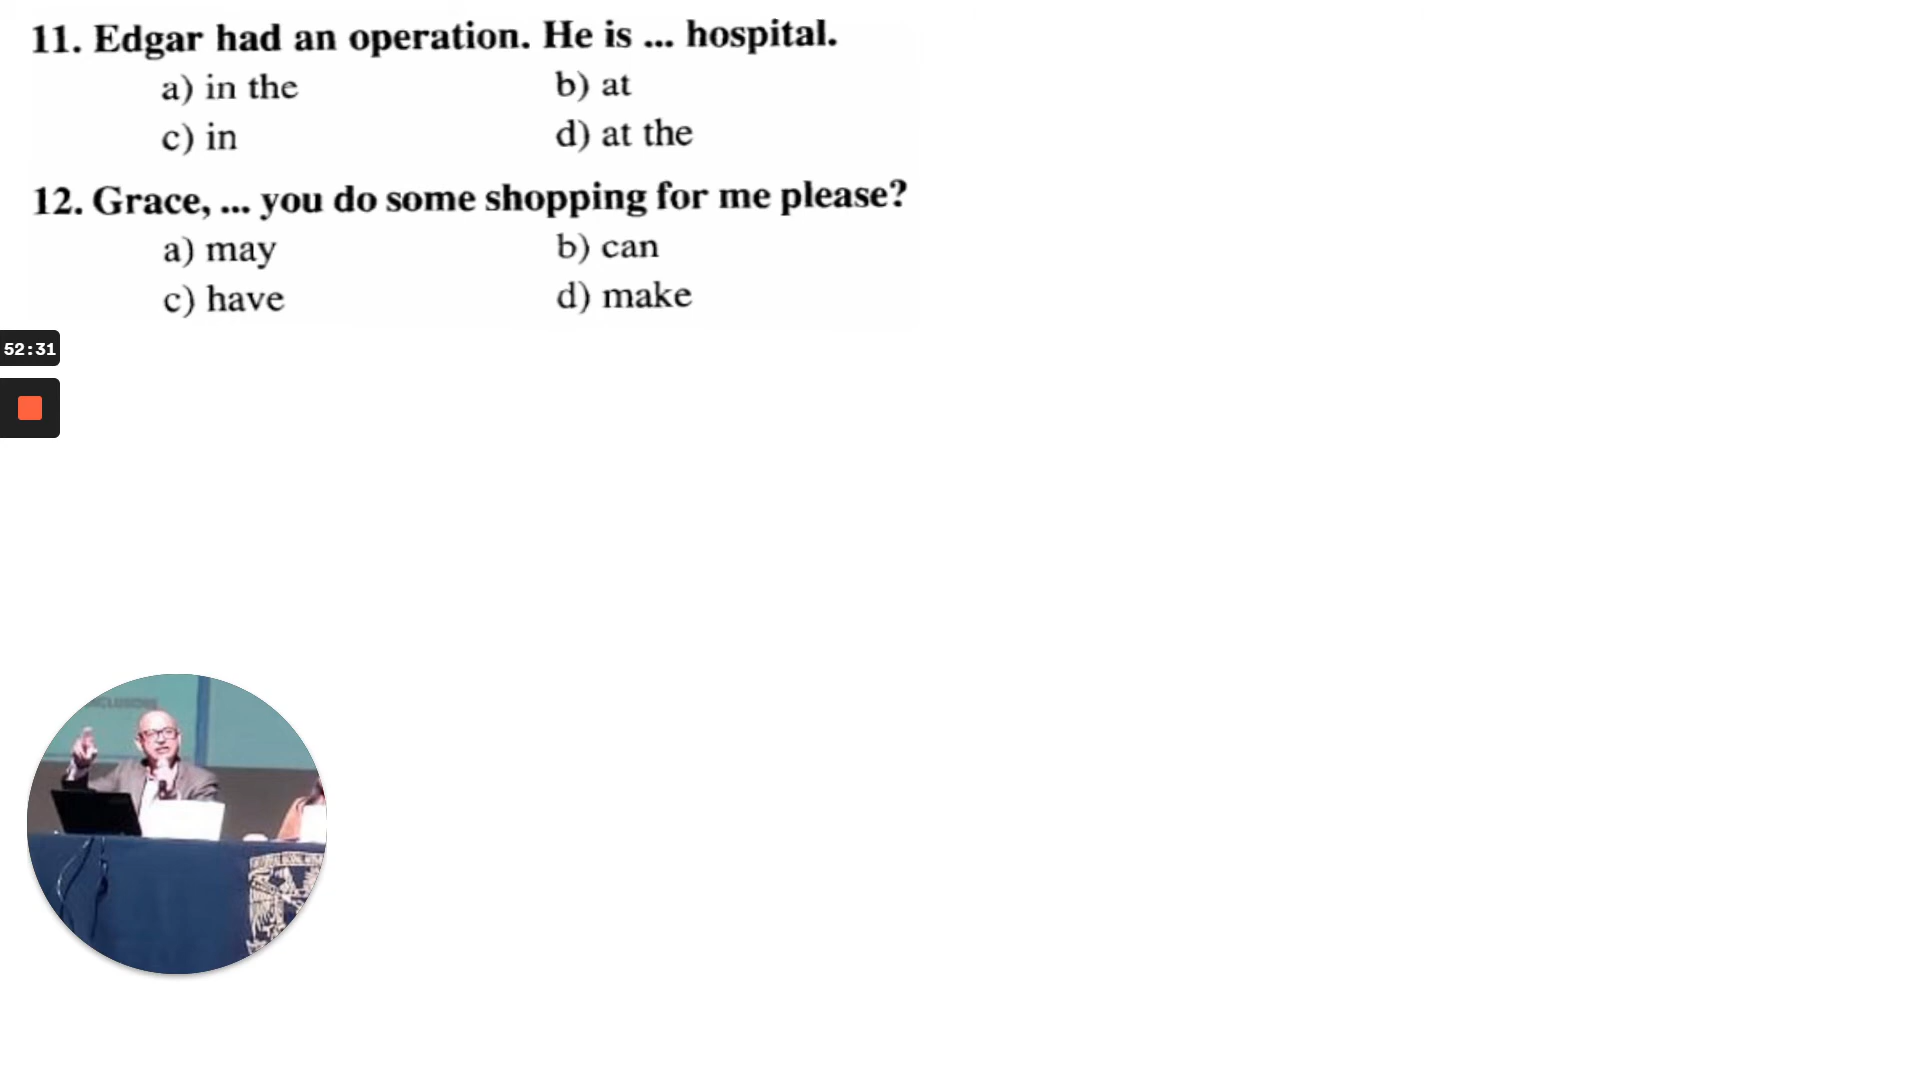 11. Edgar had an operation. He is ... hospital.
a) in the b) at
c) in d) at the
12. Grace, ... you do some shopping for me please?
a) may b) can
c) have d) make
52:31